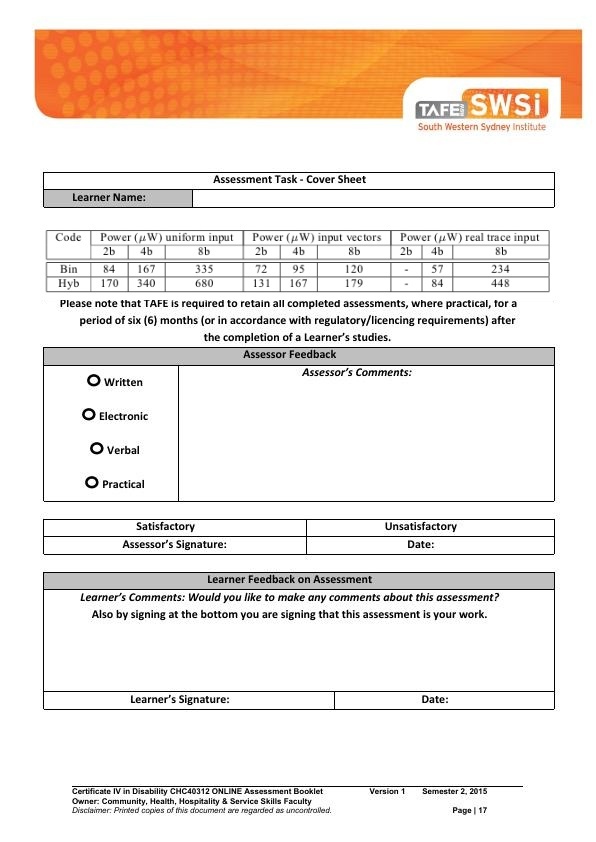 TAFE NSW SWSi
South Western Sydney Institute
Assessment Task - Cover Sheet
Learner Name:
Code Power (µW) uniform input Power (µW) input vectors Power (µW) real trace input
2b 4b 8b 2b 4b 8b 2b 4b 8b
Bin 84 167 335 72 95 120 - 57 234
Hyb 170 340 680 131 167 179 - 84 448
Please note that TAFE is required to retain all completed assessments, where practical, for a
period of six (6) months (or in accordance with regulatory/licencing requirements) after
the completion of a Learner's studies.
Assessor Feedback
Assessor's Comments:
Written
Electronic
Verbal
Practical
Satisfactory Unsatisfactory
Assessor's Signature: Date:
Learner Feedback on Assessment
Learner's Comments: Would you like to make any comments about this assessment?
Also by signing at the bottom you are signing that this assessment is your work.
Learner's Signature: Date:
Certificate IV in Disability CHC40312 ONLINE Assessment Booklet Version 1 Semester 2, 2015
Owner: Community, Health, Hospitality & Service Skills Faculty
Disclaimer: Printed copies of this document are regarded as uncontrolled. Page | 17